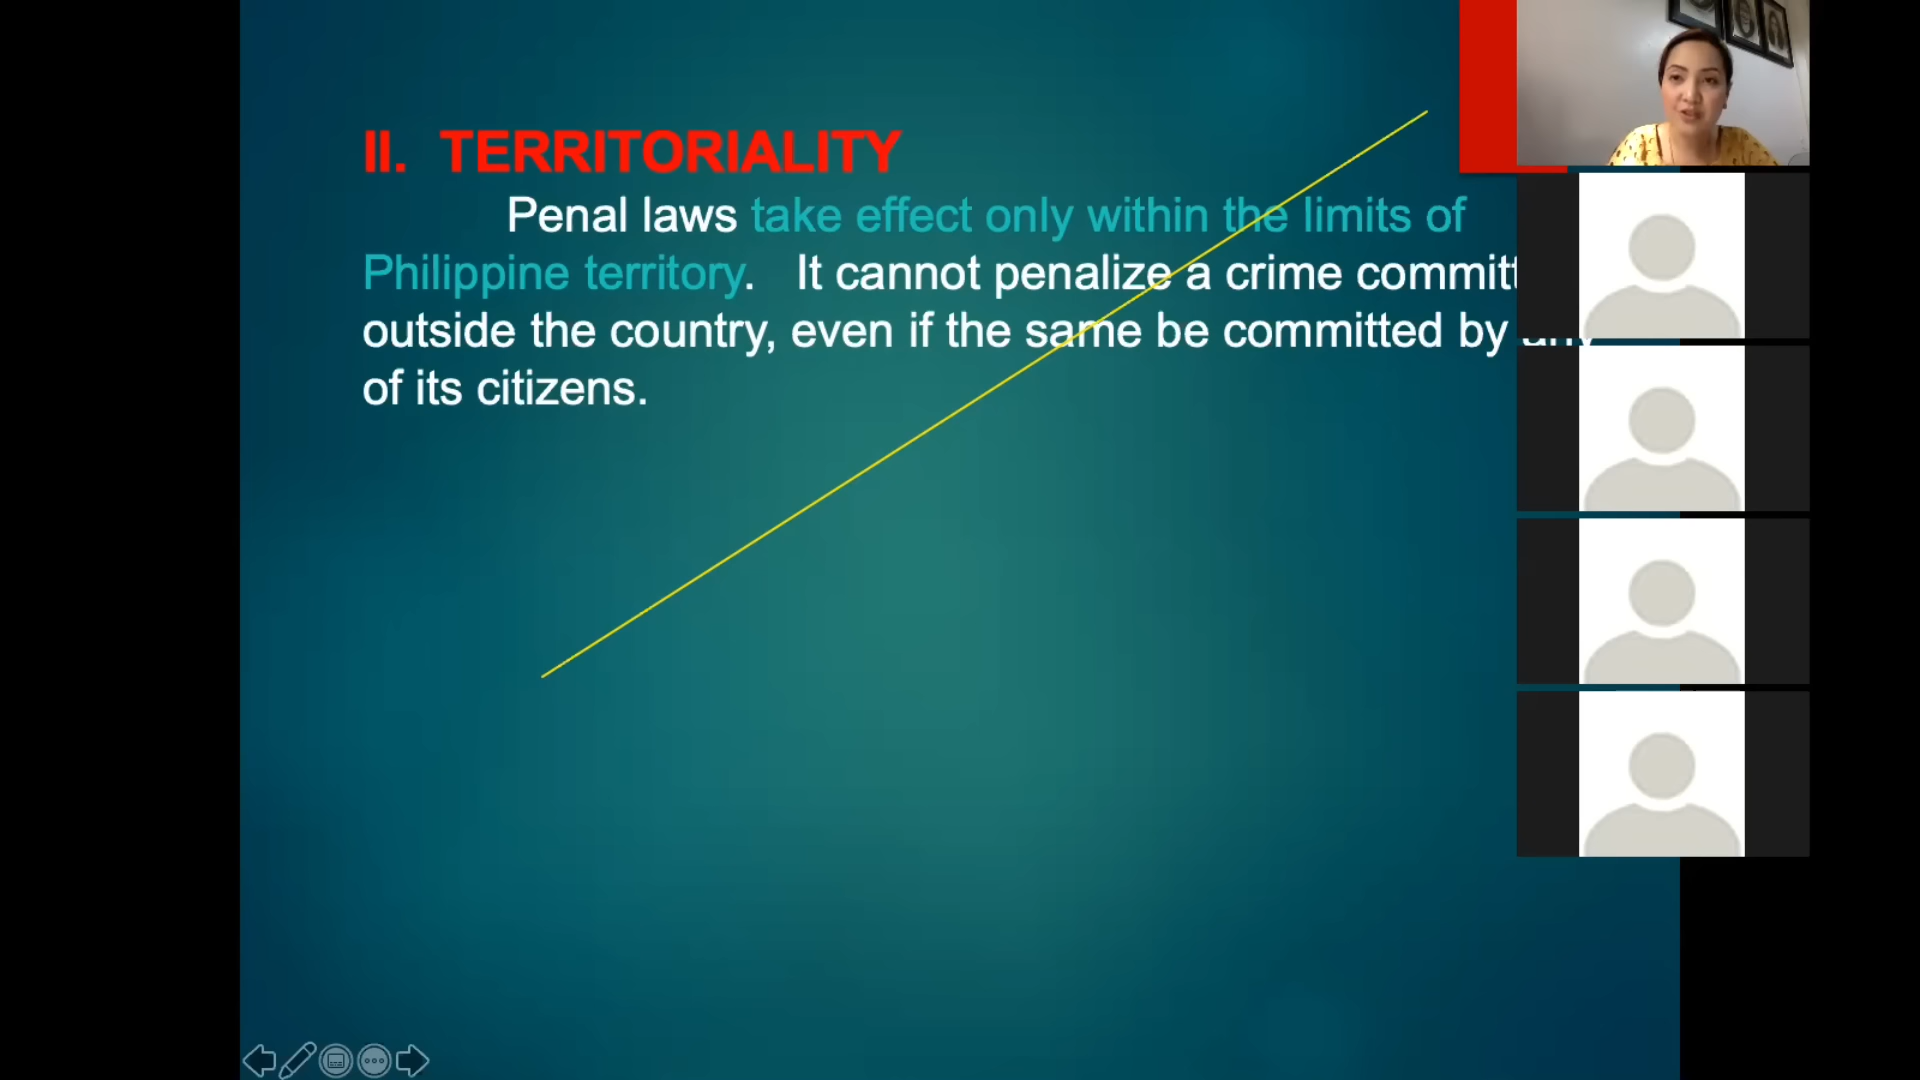 II. TERRITORIALITY
Penal laws take effect only within the limits of
Philippine territory. It cannot penalize a crime committ
outside the country, even if the same be committed by any
of its citizens.